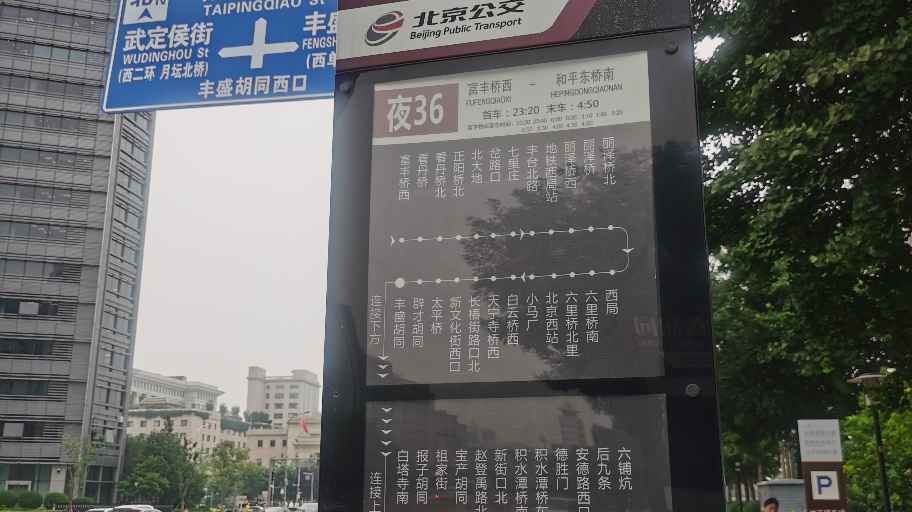 TAIPINGQIAO St
武定侯街
WUDINGHOU St
(西二环 月坛北桥)
丰盛胡同西口
北京公交
Beijing Public Transport
夜36
富丰桥西 － 和平东桥南
FUFENGQIAOXI
HEPINGDONGQIAONAN
首车：23:20 末车：4:50
富丰桥西
看丹桥
看丹桥北
正阳桥北
北大地
岔路口
七里庄
丰台北路
地铁西局站
丽泽桥西
丽泽桥
丽泽桥北
连接下方
丰盛胡同
辟才胡同
太平桥
新文化街西口
长椿街路口北
天宁寺桥西
白云桥西
小马厂
北京西站
六里桥北里
六里桥南
西局
连接上
白塔寺南
报子胡同
祖家街
宝产胡同
赵登禹路北
新街口北
积水潭桥南
积水潭桥东
德胜门
安德路西口
后九条
六铺炕
P